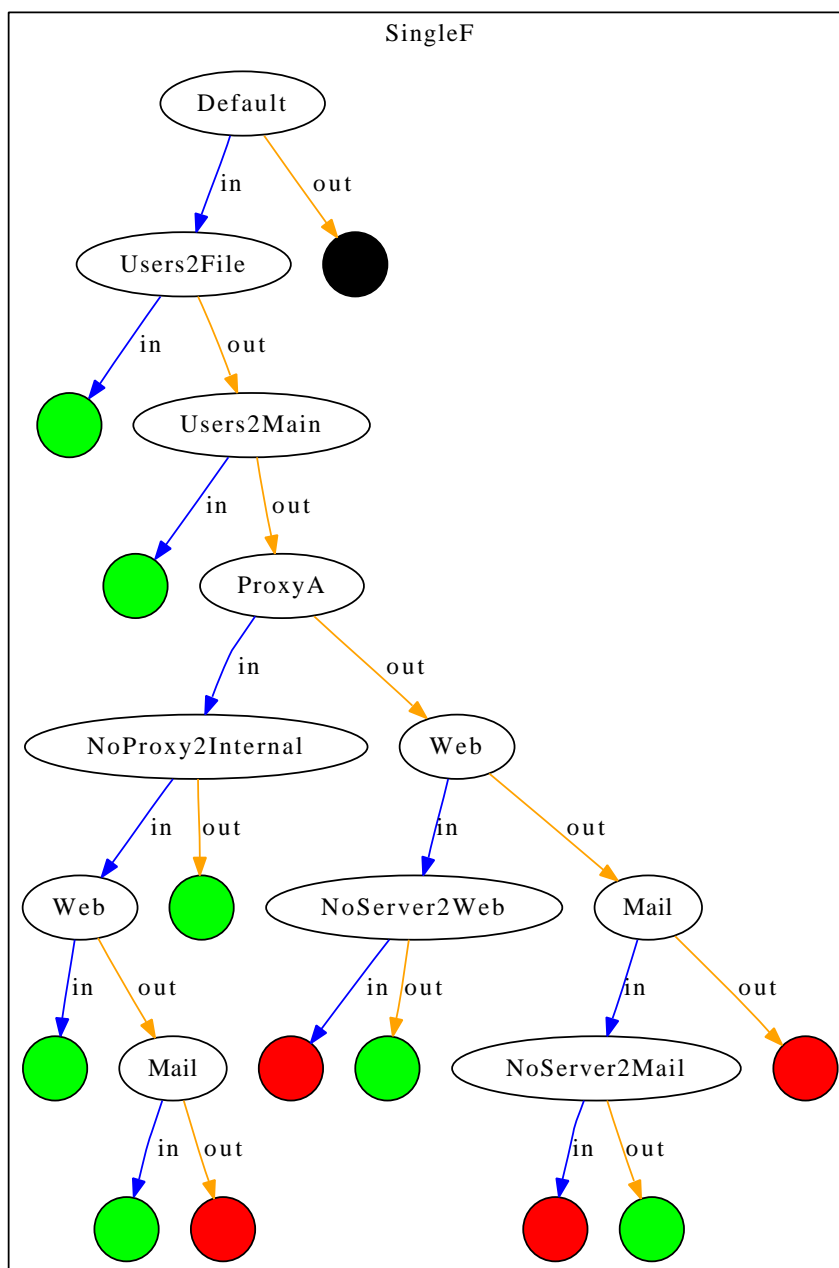 SingleF
Default
in
out
Users2File
in
out
Users2Main
in
out
ProxyA
in
out
NoProxy2Internal
Web
in
out
in
out
Web
NoServer2Web
Mail
in
out
in
out
in
out
Mail
NoServer2Mail
in
out
in
out